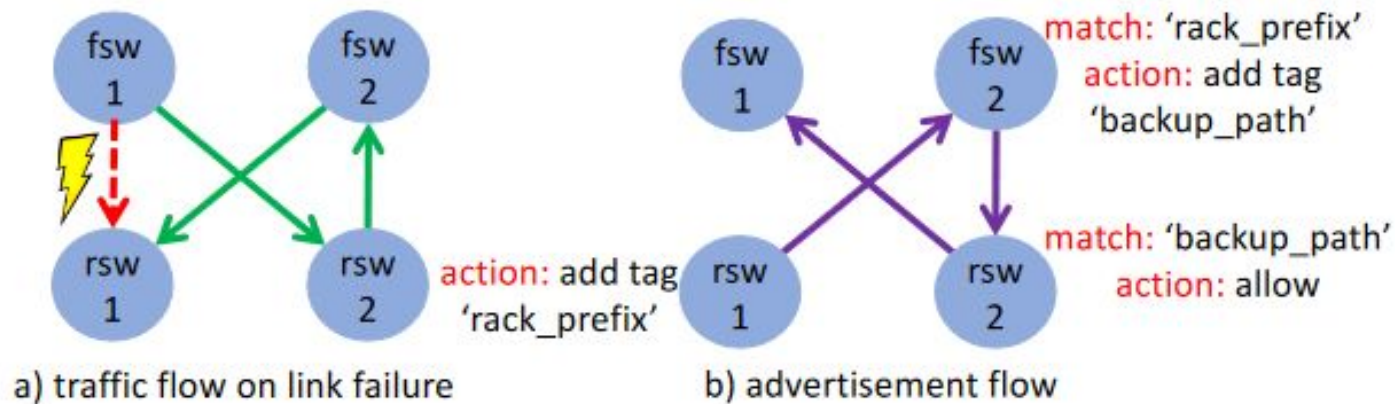 fsw
1
fsw
2
rsw
1
rsw
2
a) traffic flow on link failure
fsw
1
fsw
2
match: ‘rack_prefix’
action: add tag
‘backup_path’
action: add tag
‘rack_prefix’
rsw
1
rsw
2
match: ‘backup_path’
action: allow
b) advertisement flow